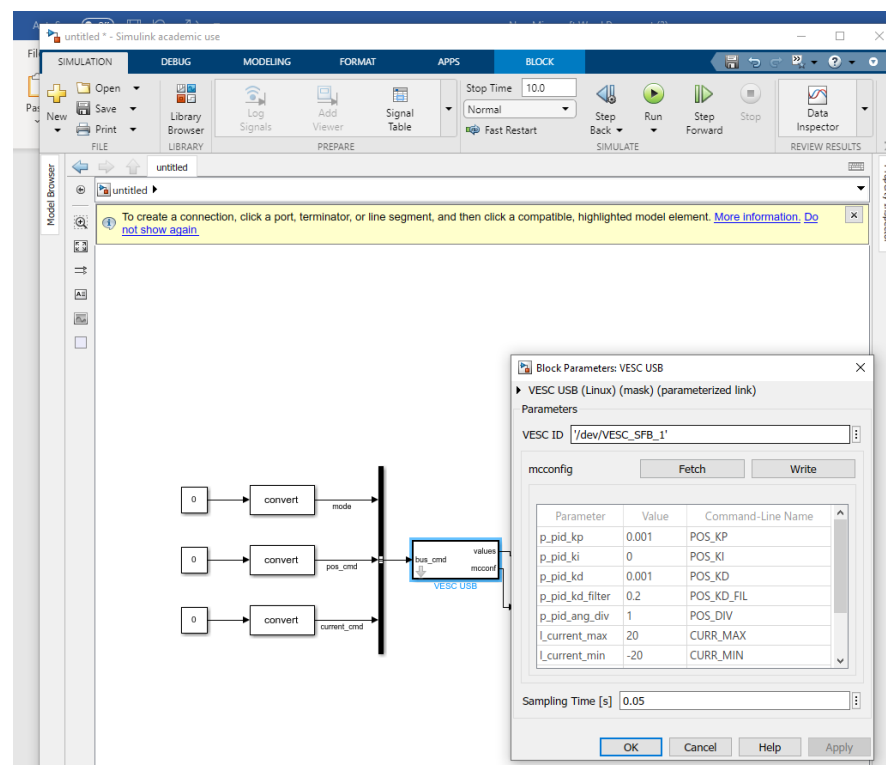 untitled * - Simulink academic use
SIMULATION DEBUG MODELING FORMAT APPS BLOCK
New
Open
Save
Print
FILE
Library Browser
LIBRARY
Log Signals
Add Viewer
Signal Table
PREPARE
Stop Time 10.0
Normal
Fast Restart
Step Back
Run
Step Forward
Stop
SIMULATE
Data Inspector
REVIEW RESULTS
untitled
Model Browser
untitled
To create a connection, click a port, terminator, or line segment, and then click a compatible, highlighted model element. More information. Do
not show again
0 convert mode
0 convert pos_cmd
0 convert current_cmd
bus_cmd values
mcconf
VESC USB
Block Parameters: VESC USB
VESC USB (Linux) (mask) (parameterized link)
Parameters
VESC ID '/dev/VESC_SFB_1'
mcconfig Fetch Write
Parameter Value Command-Line Name
p_pid_kp 0.001 POS_KP
p_pid_ki 0 POS_KI
p_pid_kd 0.001 POS_KD
p_pid_kd_filter 0.2 POS_KD_FIL
p_pid_ang_div 1 POS_DIV
l_current_max 20 CURR_MAX
l_current_min -20 CURR_MIN
Sampling Time [s] 0.05
OK Cancel Help Apply